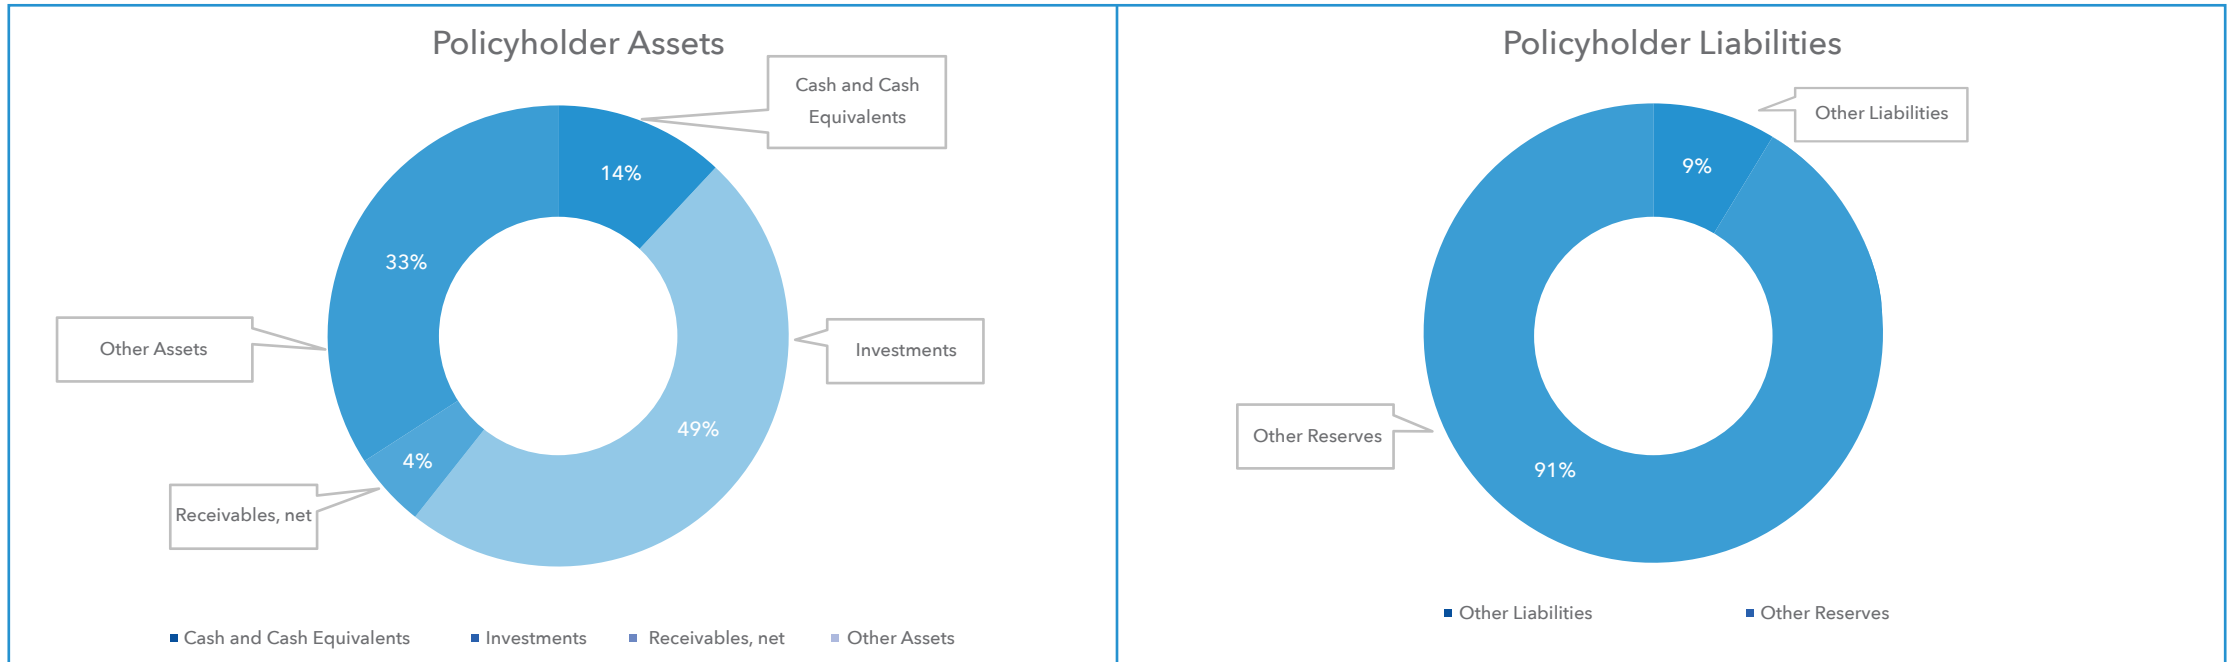 Policyholder Assets
Cash and Cash
Equivalents
14%
33%
Other Assets
Investments
49%
4%
Receivables, net
Cash and Cash Equivalents
Investments
Receivables, net
Other Assets
Policyholder Liabilities
Other Liabilities
9%
Other Reserves
91%
Other Liabilities
Other Reserves